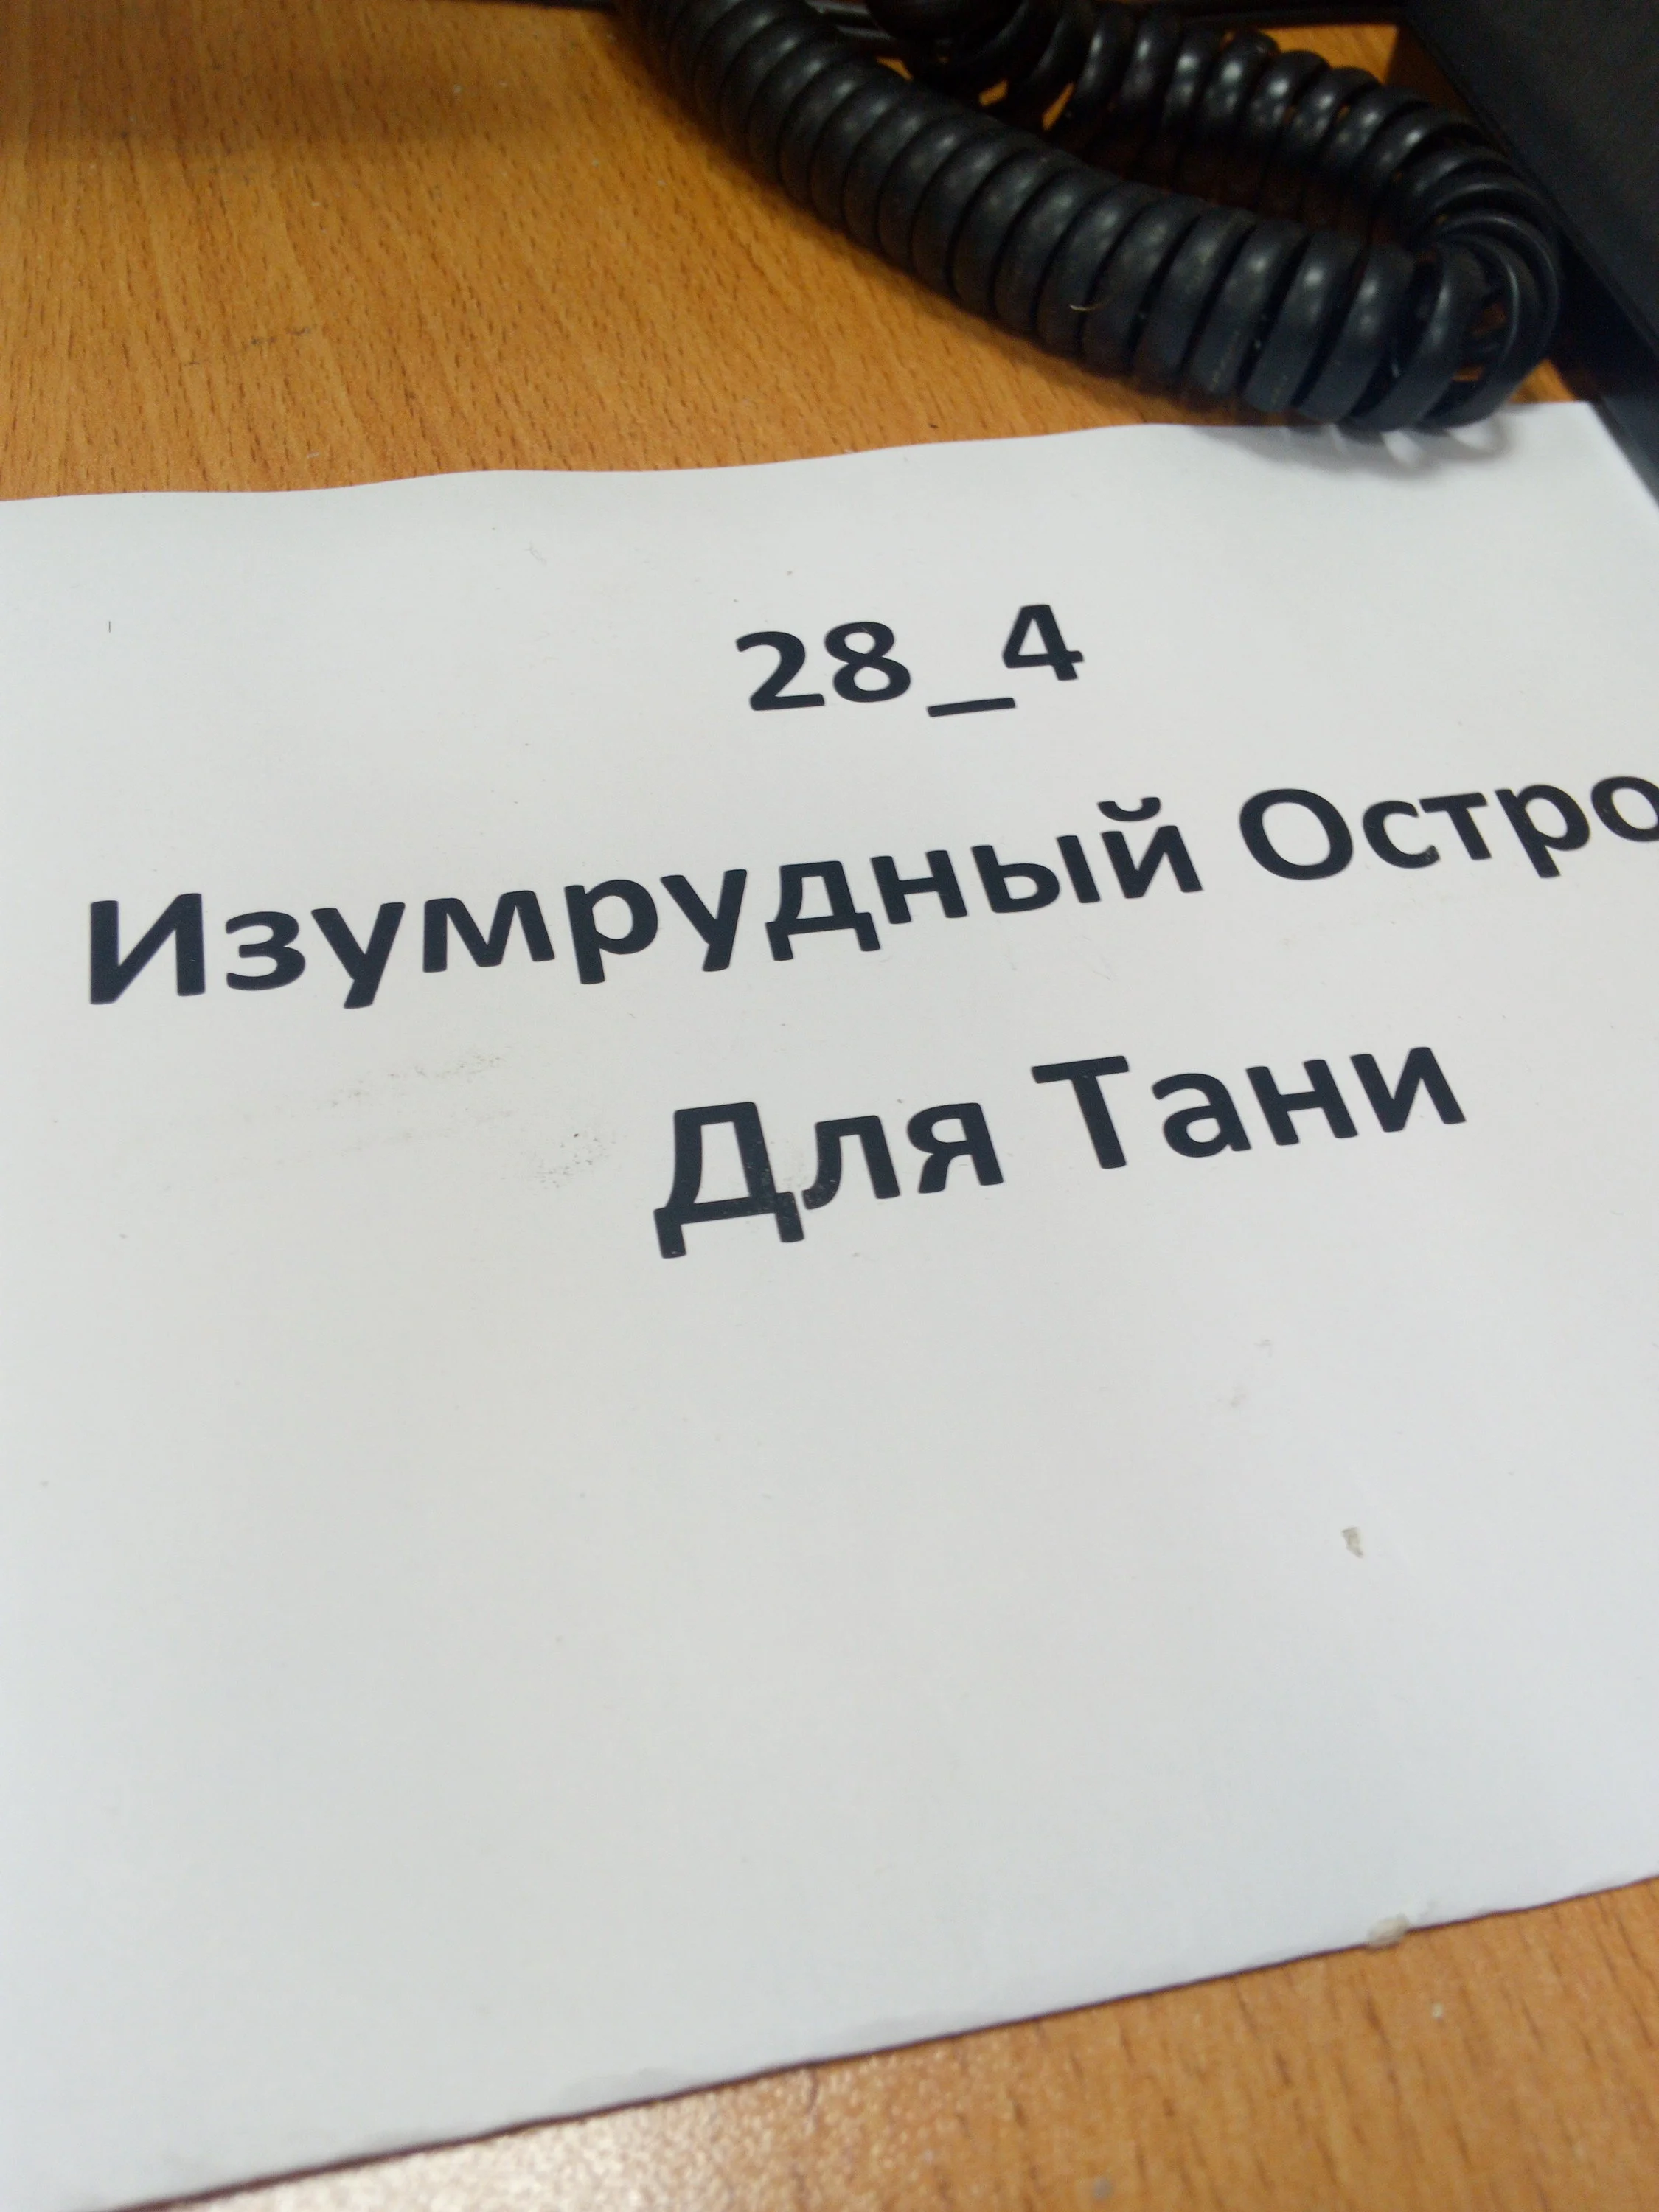 28_4
Изумрудный Остро
Для Тани